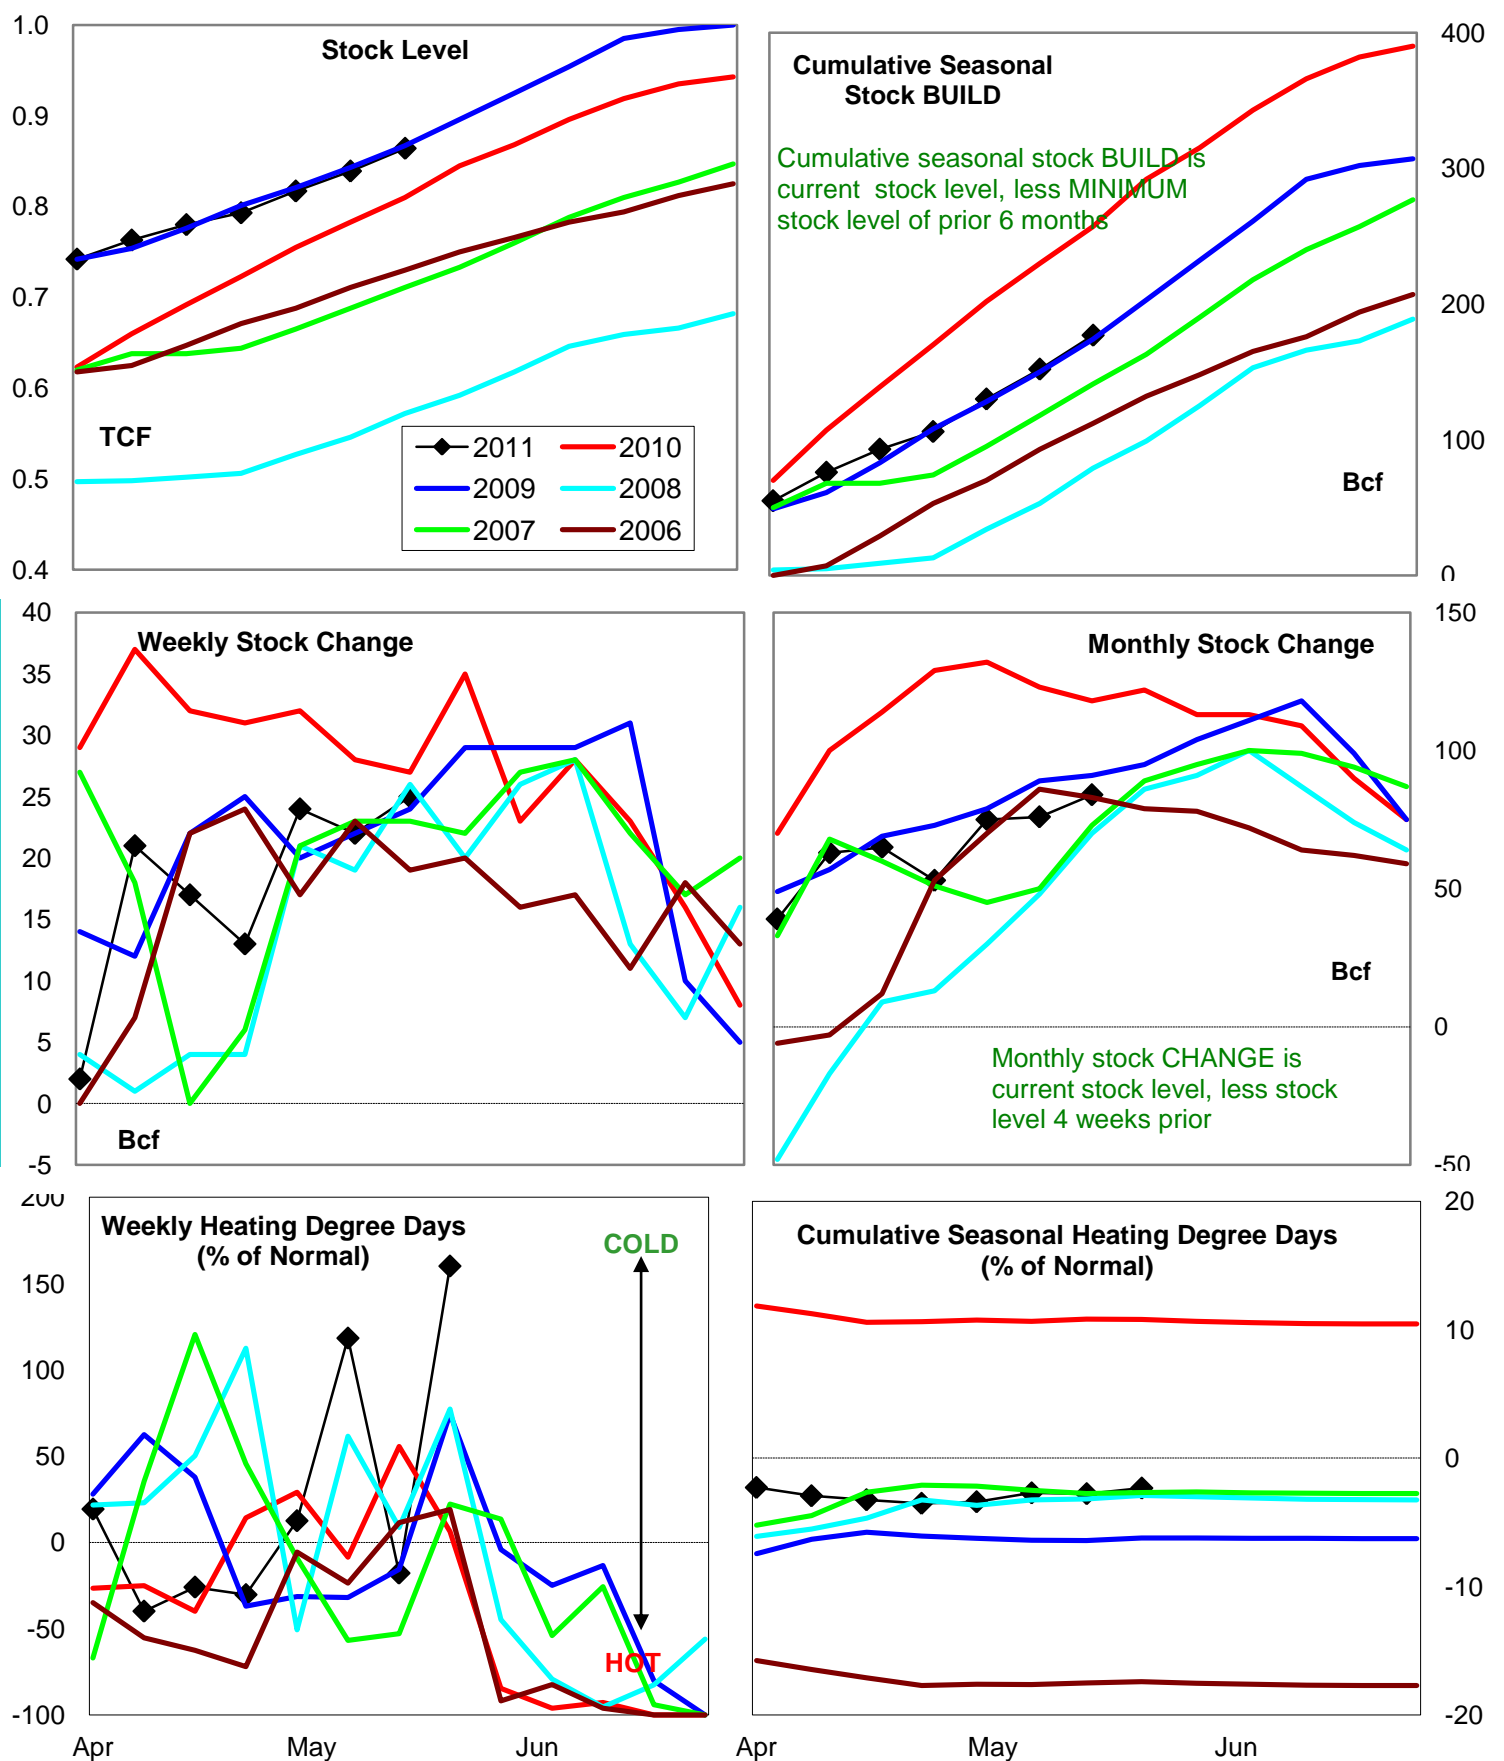 Stock Level
1.0
0.9
0.8
0.7
0.6
0.5
0.4
TCF
2011
2010
2009
2008
2007
2006
Cumulative Seasonal
Stock BUILD
Cumulative seasonal stock BUILD is
current stock level, less MINIMUM
stock level of prior 6 months
Bcf
400
300
200
100
0
Weekly Stock Change
40
35
30
25
20
15
10
5
0
-5
Bcf
Monthly Stock Change
Bcf
Monthly stock CHANGE is
current stock level, less stock
level 4 weeks prior
150
100
50
0
-50
Weekly Heating Degree Days
(% of Normal)
COLD
HOT
200
150
100
50
0
-50
-100
Apr
May
Jun
Cumulative Seasonal Heating Degree Days
(% of Normal)
20
10
0
-10
-20
Apr
May
Jun